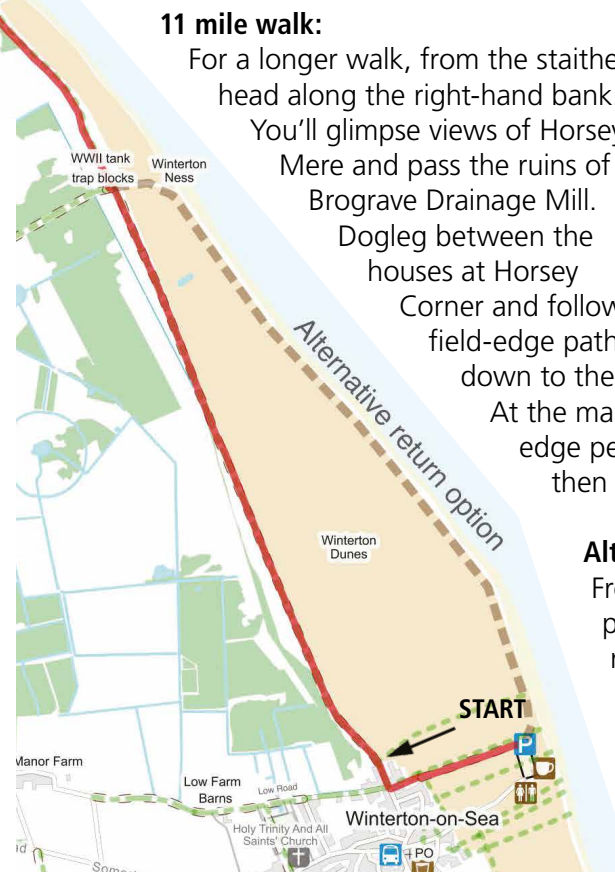 11 mile walk:
For a longer walk, from the staithe
head along the right-hand bank
You'll glimpse views of Horsey
Mere and pass the ruins of
Brograve Drainage Mill.
Dogleg between the
houses at Horsey
Corner and follow
field-edge path
down to the
At the ma
edge pe
then
Alt
Fr
p
WWII tank
trap blocks
Winterton
Ness
Alternative return option
Winterton
Dunes
START
P
Manor Farm
Low Farm
Barns
Low Road
Holy Trinity And All
Saints' Church
Winterton-on-Sea
PO